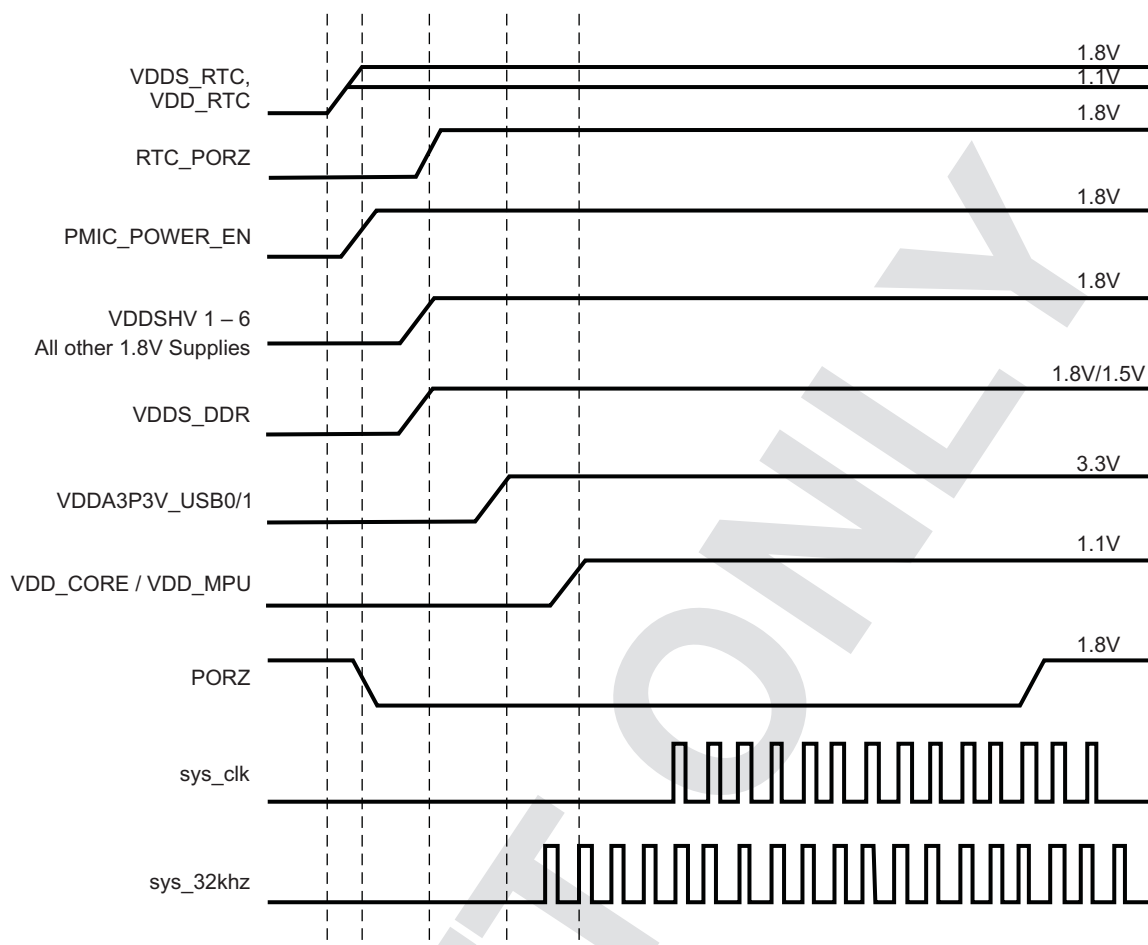 1.8V
VDDS_RTC,
1.1V
VDD_RTC
1.8V
RTC_PORZ
1.8V
PMIC_POWER_EN
1.8V
VDDSHV 1 – 6
All other 1.8V Supplies
1.8V/1.5V
VDDS_DDR
3.3V
VDDA3P3V_USB0/1
1.1V
VDD_CORE / VDD_MPU
1.8V
PORZ
sys_clk
sys_32khz
T ONLY